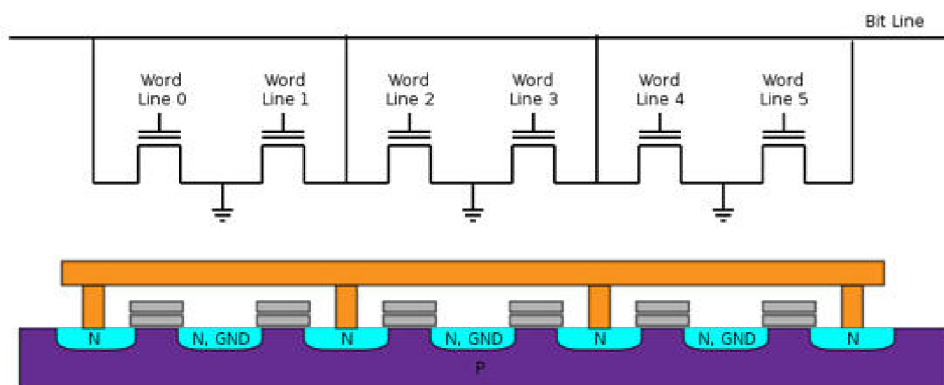 Bit Line
Word
Line 0
Word
Line 1
Word
Line 2
Word
Line 3
Word
Line 4
Word
Line 5
N
N, GND
N
N, GND
N
N, GND
N
P